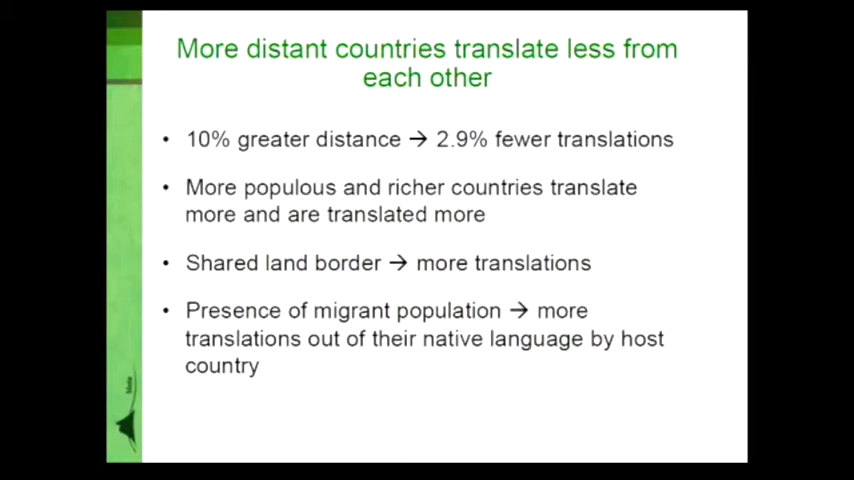 More distant countries translate less from
each other
• 10% greater distance → 2.9% fewer translations
• More populous and richer countries translate
more and are translated more
• Shared land border → more translations
• Presence of migrant population → more
translations out of their native language by host
country